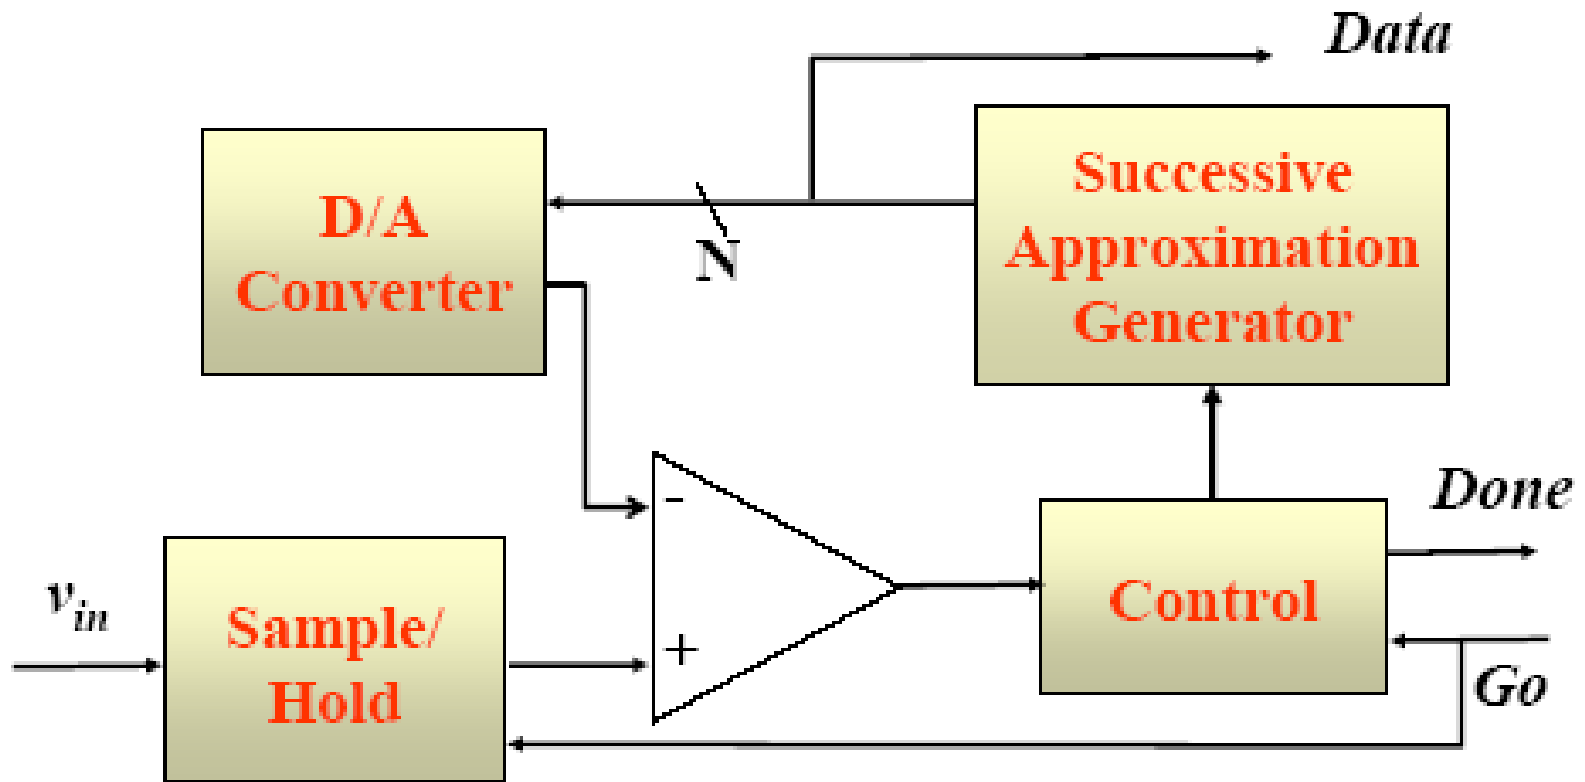 Data
D/A
Converter
N
Successive
Approximation
Generator
-
+
v_in
Sample/
Hold
Control
Done
Go